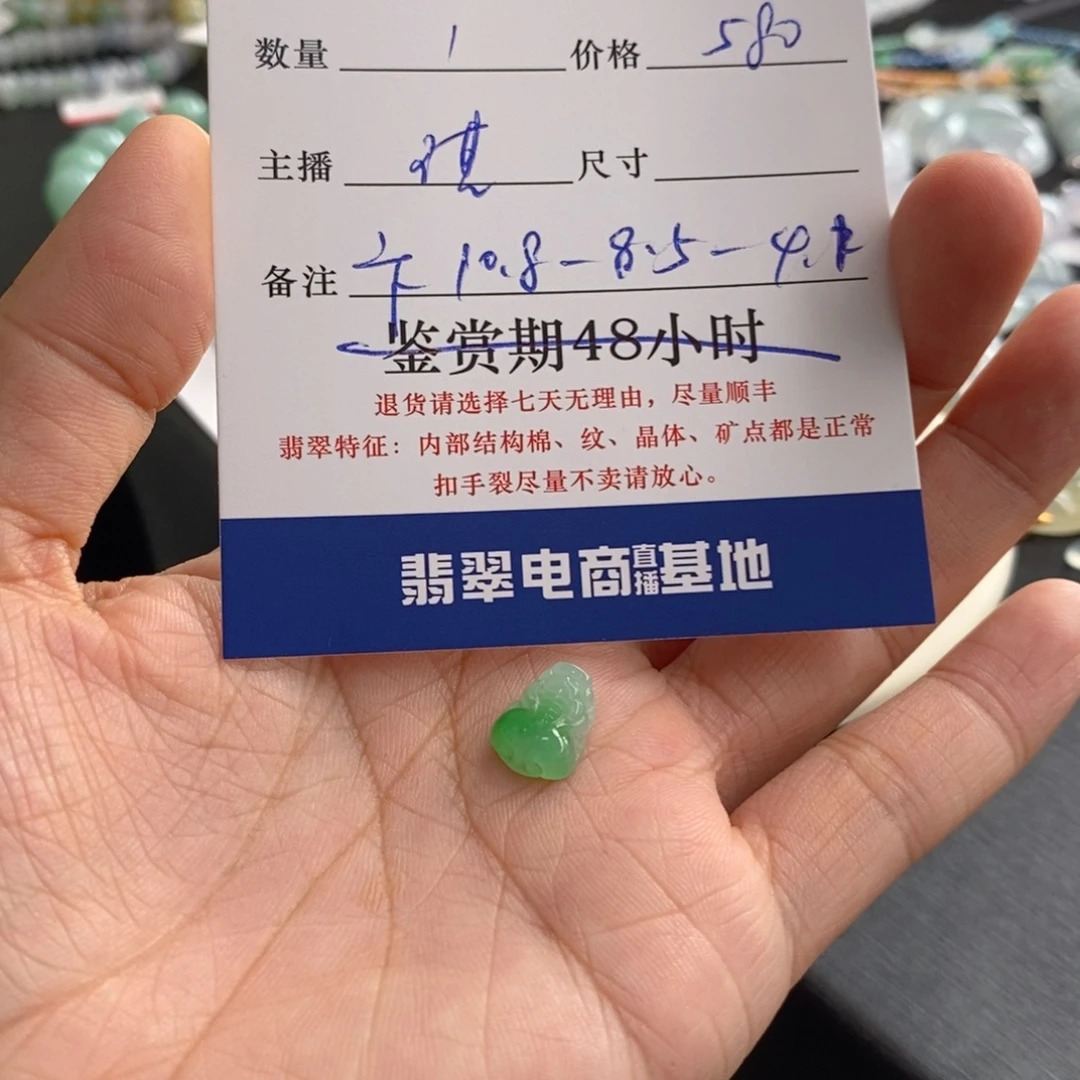 数量 1 价格 580
主播 琪 尺寸
备注 10.8-8.5-4.
鉴赏期48小时
退货请选择七天无理由，尽量顺丰
翡翠特征：内部结构棉、纹、晶体、矿点都是正常
扣手裂尽量不卖请放心。
翡翠电商直播基地